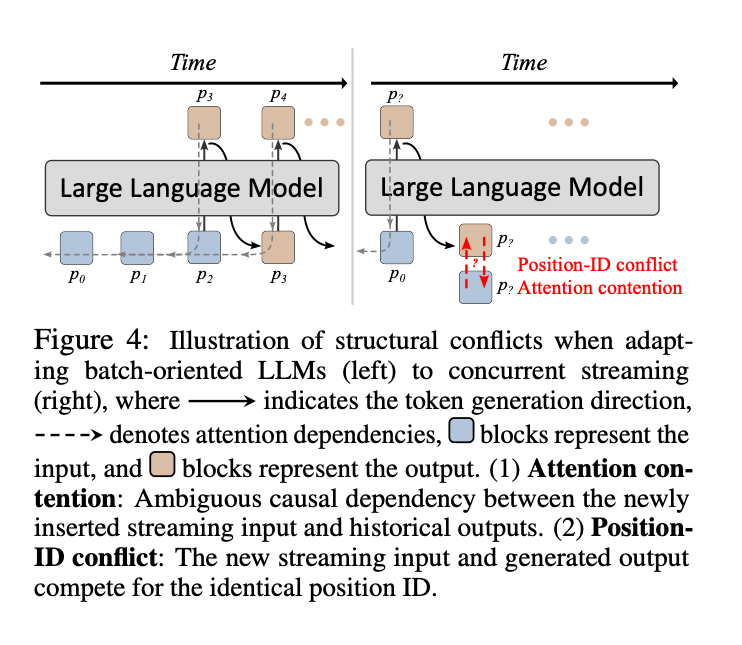 Time
Time
p3
p4
p?
Large Language Model
Large Language Model
p0
p1
p2
p3
p0
p?
?
p?
Position-ID conflict
Attention contention
Figure 4: Illustration of structural conflicts when adapt-
ing batch-oriented LLMs (left) to concurrent streaming
(right), where ⟶ indicates the token generation direction,
----> denotes attention dependencies, blocks represent the
input, and blocks represent the output. (1) Attention con-
tention: Ambiguous causal dependency between the newly
inserted streaming input and historical outputs. (2) Position-
ID conflict: The new streaming input and generated output
compete for the identical position ID.